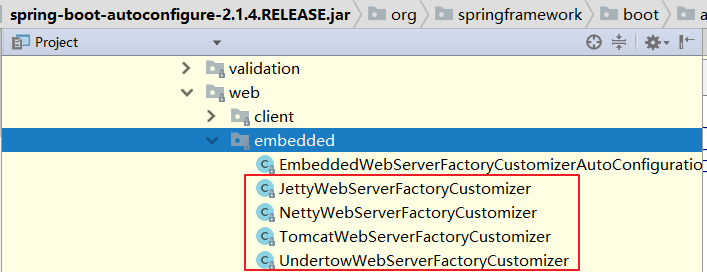 spring-boot-autoconfigure-2.1.4.RELEASE.jar org springframework boot a
Project
validation
web
client
embedded
EmbeddedWebServerFactoryCustomizerAutoConfiguratio
JettyWebServerFactoryCustomizer
NettyWebServerFactoryCustomizer
TomcatWebServerFactoryCustomizer
UndertowWebServerFactoryCustomizer